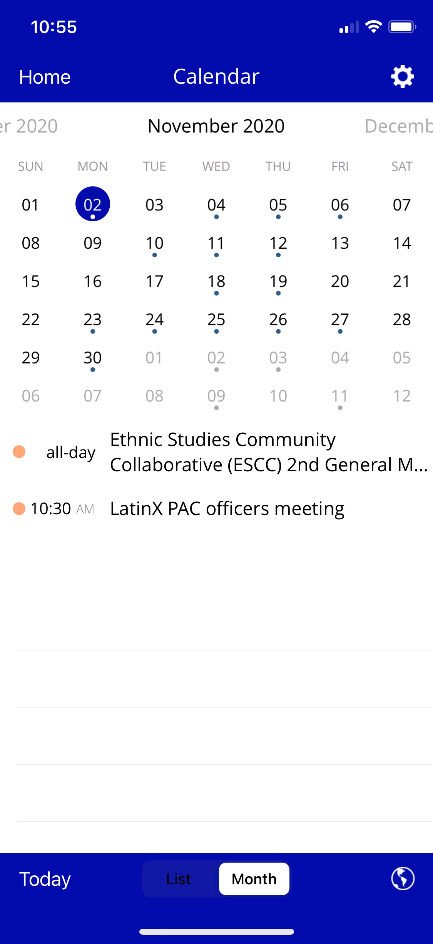 10:55
Home Calendar
er 2020 November 2020 Decemb
SUN MON TUE WED THU FRI SAT
01 02 03 04 05 06 07
08 09 10 11 12 13 14
15 16 17 18 19 20 21
22 23 24 25 26 27 28
29 30 01 02 03 04 05
06 07 08 09 10 11 12
all-day Ethnic Studies Community
Collaborative (ESCC) 2nd General M...
10:30 AM LatinX PAC officers meeting
Today List Month